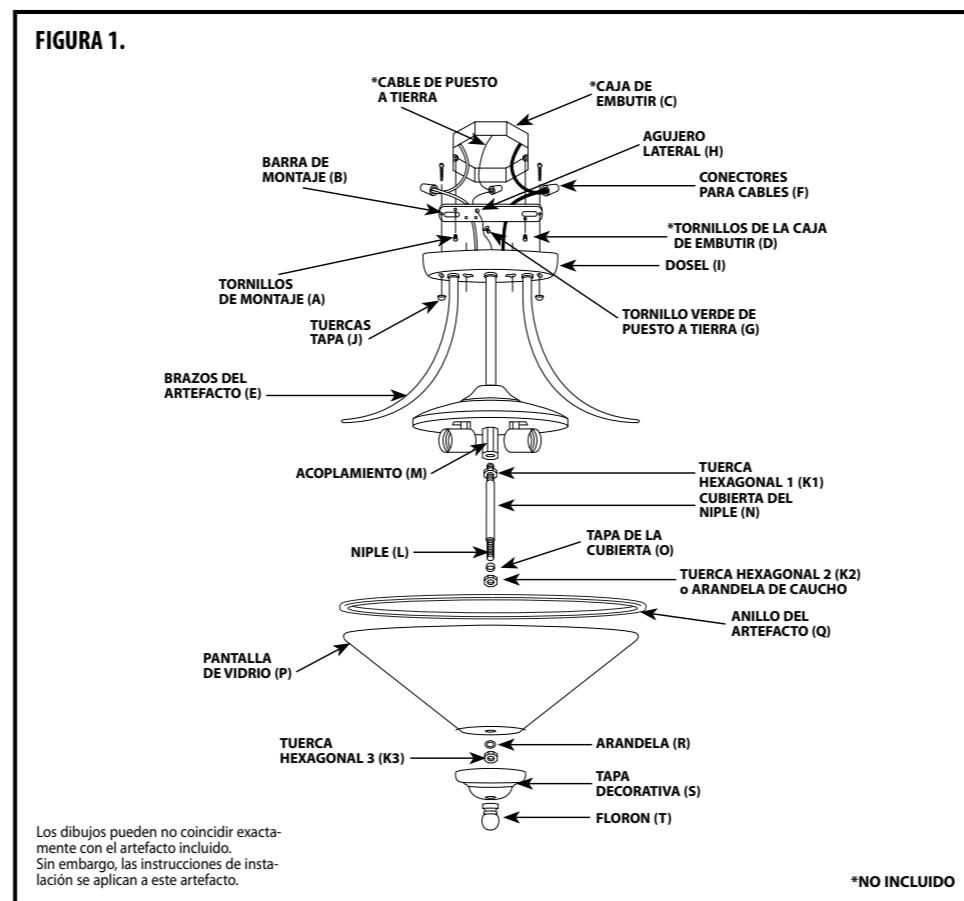 FIGURA 1.
*CABLE DE PUESTO
A TIERRA
*CAJA DE
EMBUTIR (C)
AGUJERO
LATERAL (H)
BARRA DE
MONTAJE (B)
CONECTORES
PARA CABLES (F)
*TORNILLOS DE LA CAJA
DE EMBUTIR (D)
DOSEL (I)
TORNILLOS
DE MONTAJE (A)
TUERCAS
TAPA (J)
TORNILLO VERDE DE
PUESTO A TIERRA (G)
BRAZOS DEL
ARTEFACTO (E)
ACOPLAMIENTO (M)
TUERCA
HEXAGONAL 1 (K1)
CUBIERTA DEL
NIPLE (N)
NIPLE (L)
TAPA DE LA
CUBIERTA (O)
TUERCA HEXAGONAL 2 (K2)
o ARANDELA DE CAUCHO
ANILLO DEL
ARTEFACTO (Q)
PANTALLA
DE VIDRIO (P)
TUERCA
HEXAGONAL 3 (K3)
ARANDELA (R)
TAPA
DECORATIVA (S)
FLORON (T)
Los dibujos pueden no coincidir exacta-
mente con el artefacto incluido.
Sin embargo, las instrucciones de insta-
lación se aplican a este artefacto.
*NO INCLUIDO